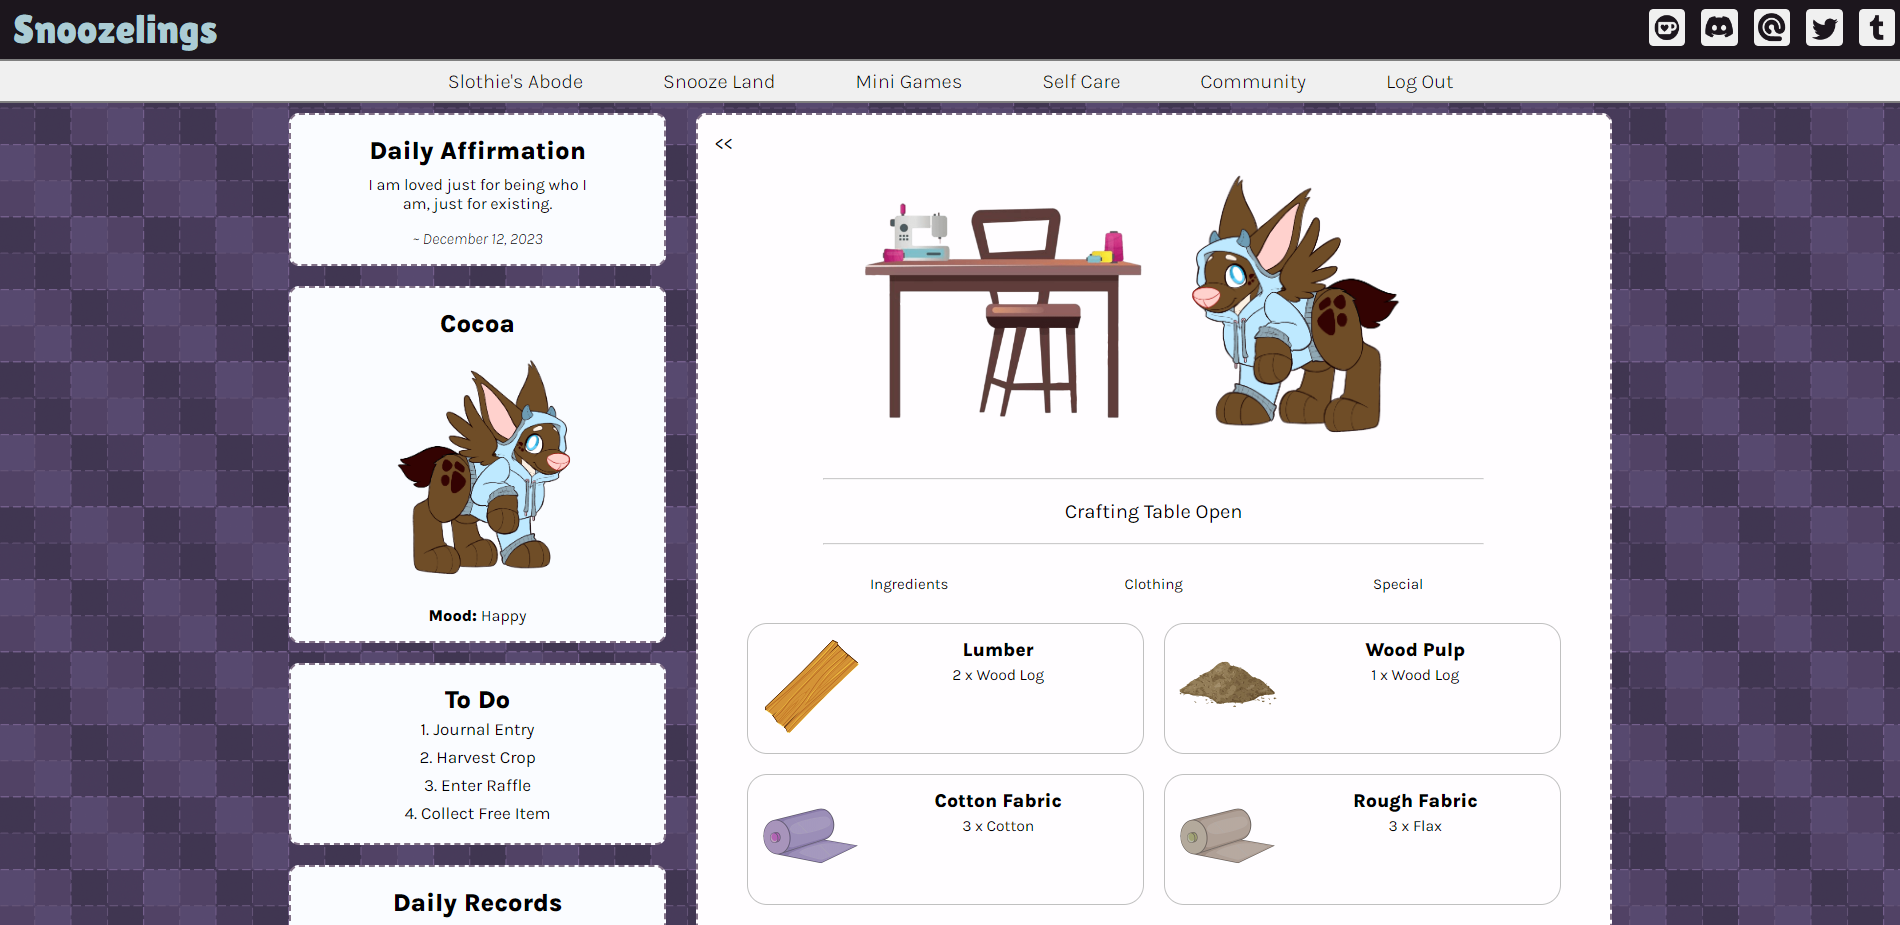 Snoozelings
Slothie's Abode
Snooze Land
Mini Games
Self Care
Community
Log Out
Daily Affirmation
I am loved just for being who I
am, just for existing.
~ December 12, 2023
Cocoa
Mood: Happy
To Do
1. Journal Entry
2. Harvest Crop
3. Enter Raffle
4. Collect Free Item
Daily Records
<<
Crafting Table Open
Ingredients
Clothing
Special
Lumber
2 x Wood Log
Wood Pulp
1 x Wood Log
Cotton Fabric
3 x Cotton
Rough Fabric
3 x Flax